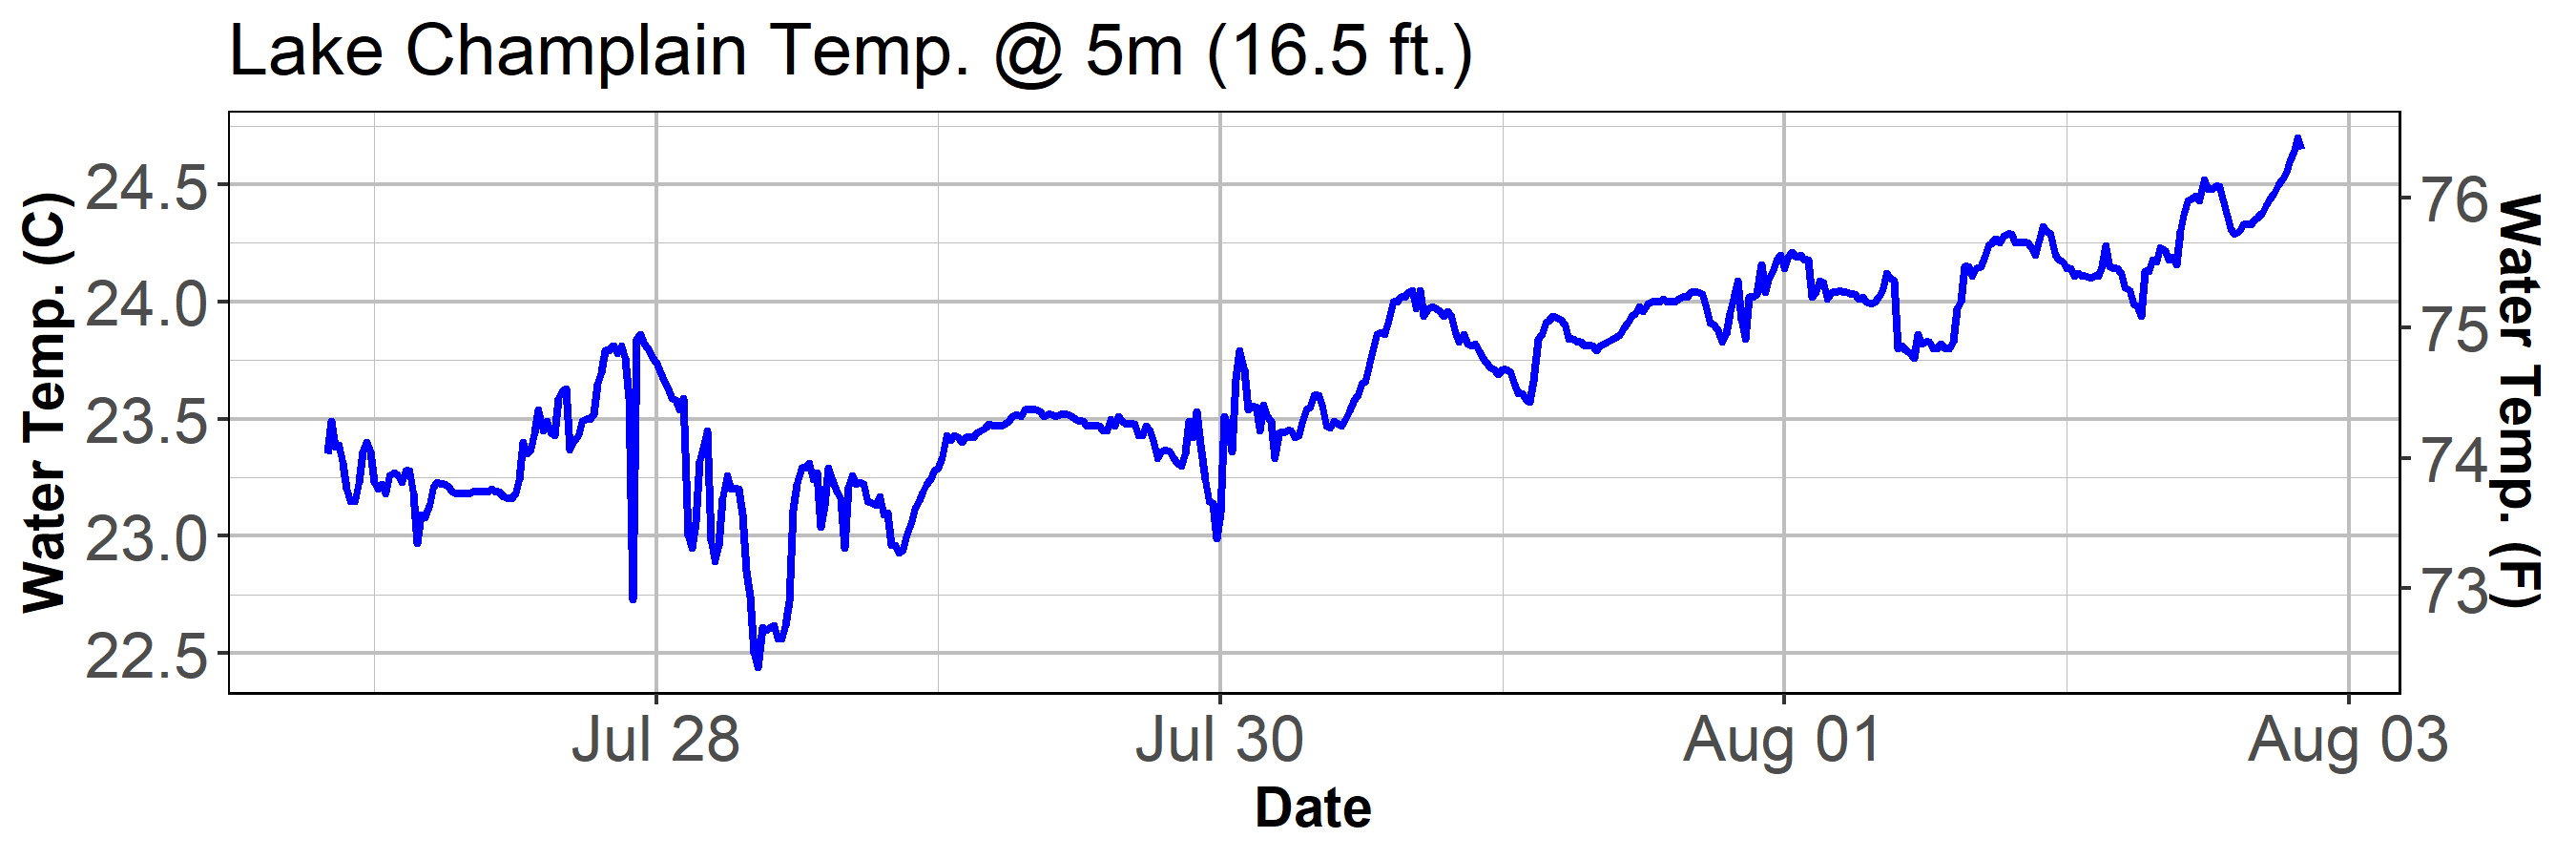 Lake Champlain Temp. @ 5m (16.5 ft.)
Water Temp. (C)
24.5
24.0
23.5
23.0
22.5
76
75
74
73
Water Temp. (F)
Jul 28
Jul 30
Aug 01
Aug 03
Date